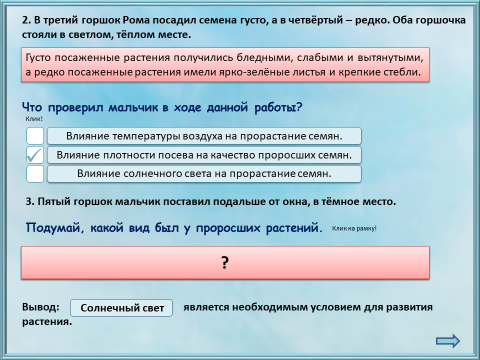 2. В третий горшок Рома посадил семена густо, а в четвёртый – редко. Оба горшочка
стояли в светлом, тёплом месте.
Густо посаженные растения получились бледными, слабыми и вытянутыми,
а редко посаженные растения имели ярко-зелёные листья и крепкие стебли.
Что проверил мальчик в ходе данной работы?
Клик!
Влияние температуры воздуха на прорастание семян.
Влияние плотности посева на качество проросших семян.
Влияние солнечного света на прорастание семян.
3. Пятый горшок мальчик поставил подальше от окна, в тёмное место.
Подумай, какой вид был у проросших растений. Клик на рамку!
?
Вывод: Солнечный свет является необходимым условием для развития
растения.